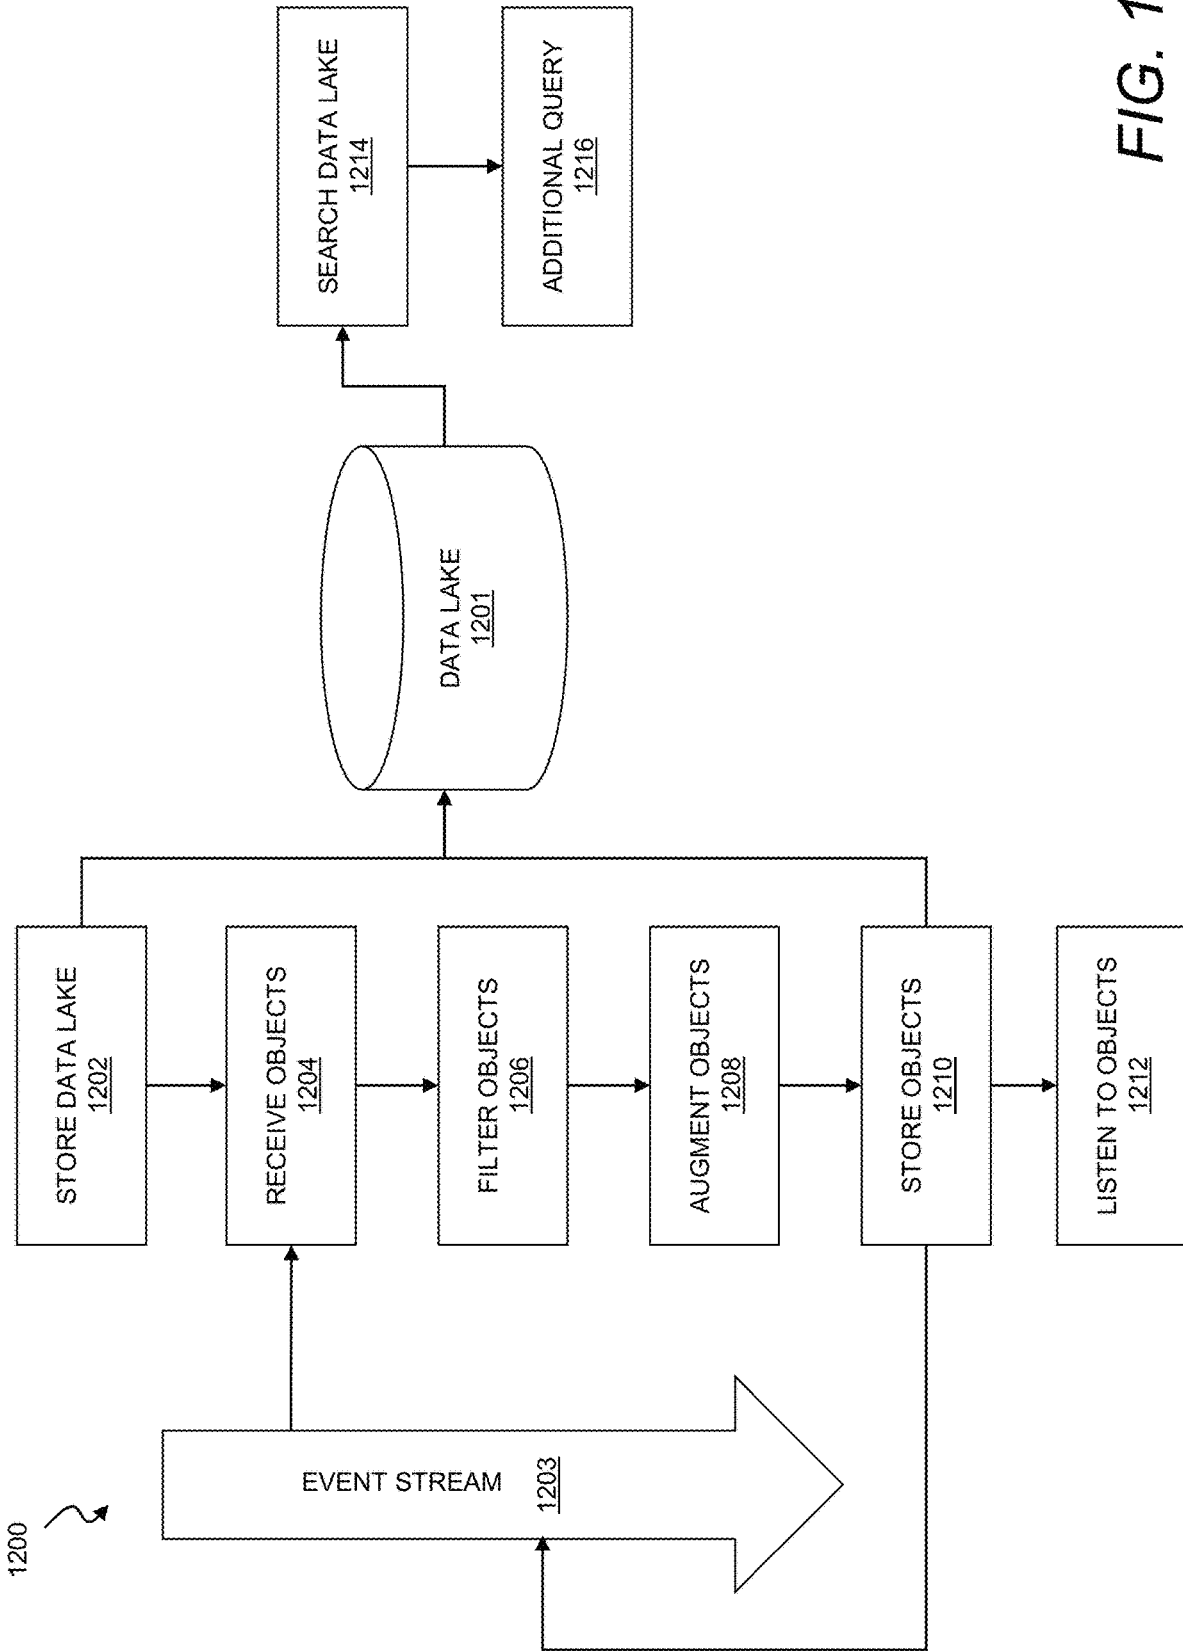 1200
EVENT STREAM
1203
STORE DATA LAKE
1202
RECEIVE OBJECTS
1204
FILTER OBJECTS
1206
AUGMENT OBJECTS
1208
STORE OBJECTS
1210
LISTEN TO OBJECTS
1212
DATA LAKE
1201
SEARCH DATA LAKE
1214
ADDITIONAL QUERY
1216
FIG. 1